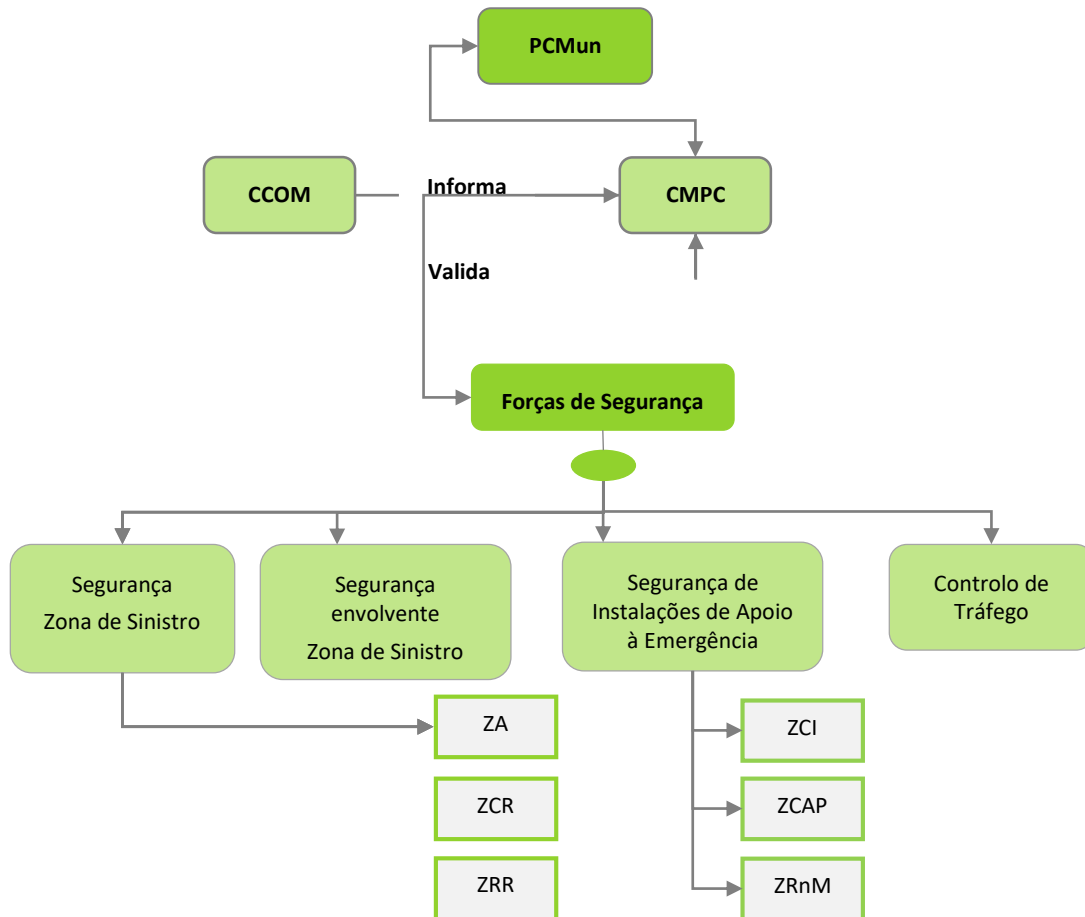 PCMun
CCOM
Informa
CMPC
Valida
Forças de Segurança
Segurança
Zona de Sinistro
Segurança
envolvente
Zona de Sinistro
Segurança de
Instalações de Apoio
à Emergência
Controlo de
Tráfego
ZA
ZCI
ZCR
ZCAP
ZRR
ZRnM